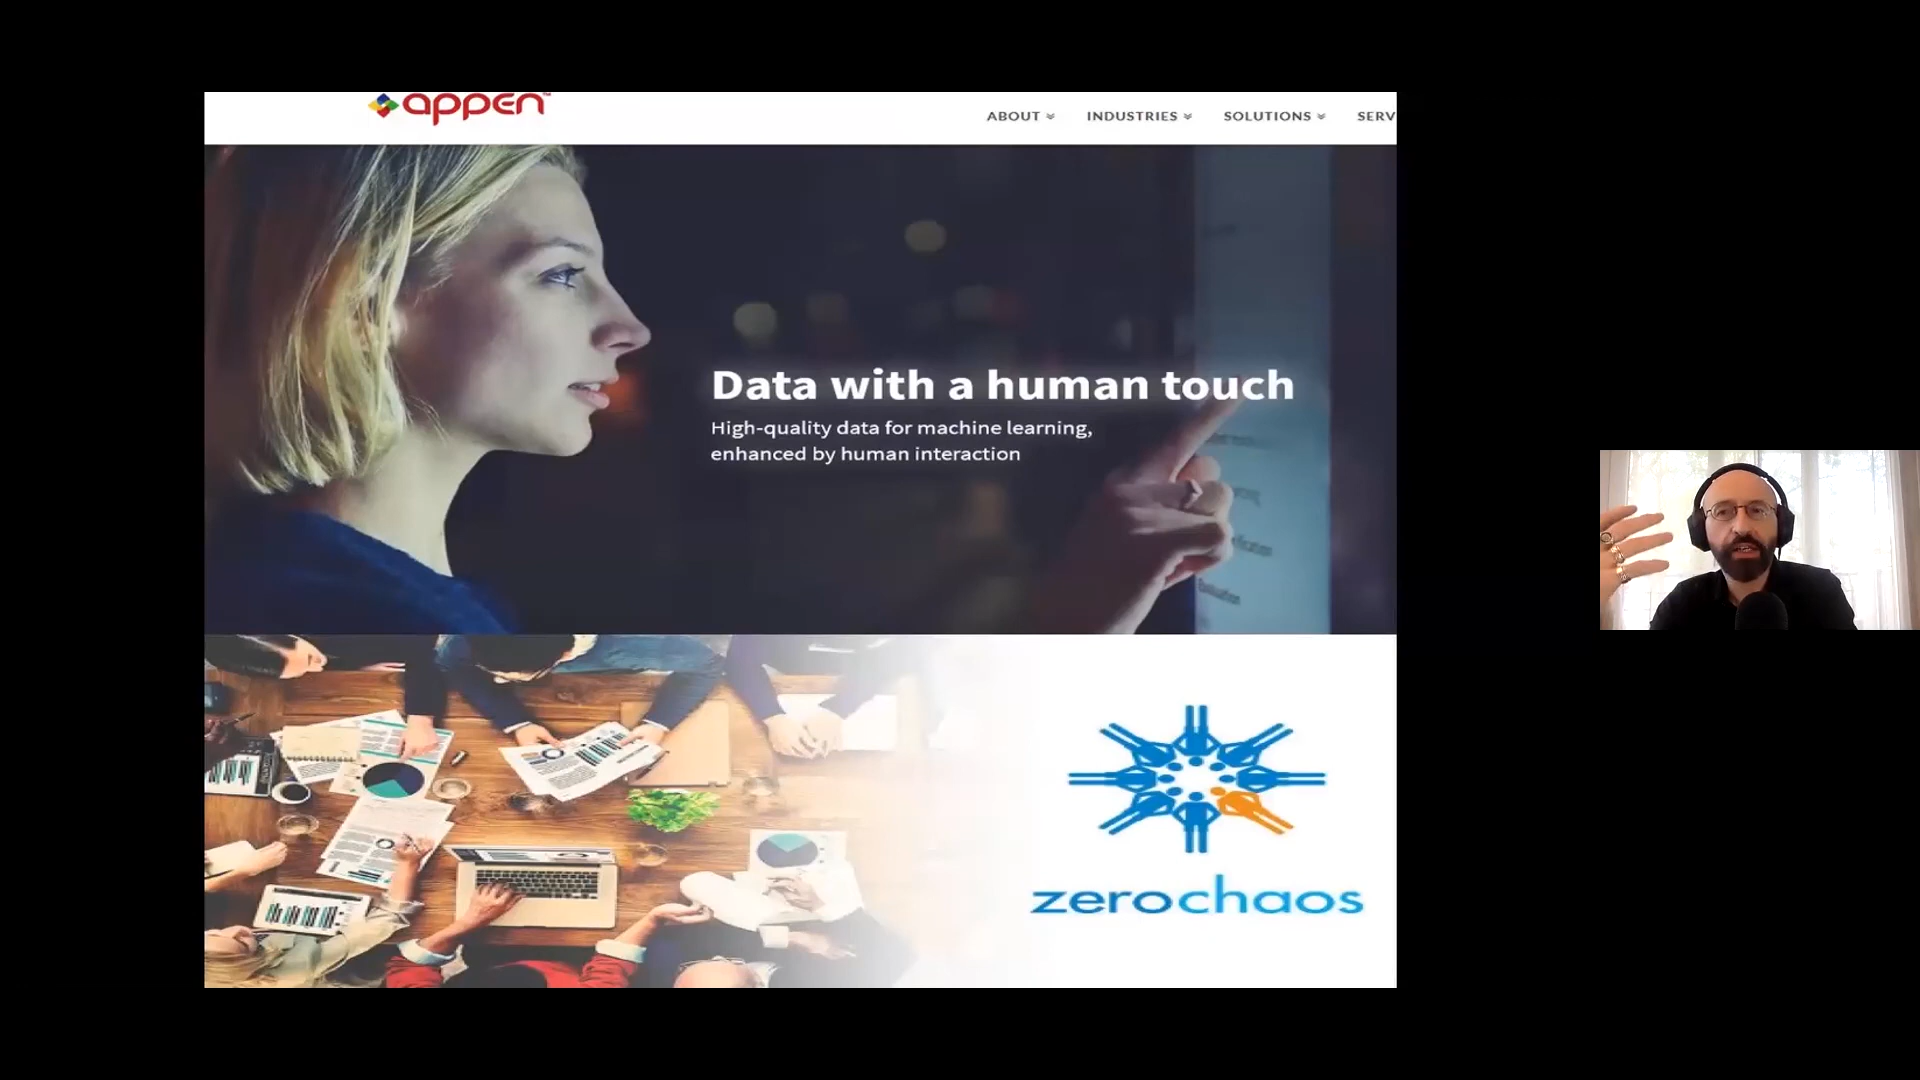 appen™
ABOUT INDUSTRIES SOLUTIONS SERV
Data with a human touch
High-quality data for machine learning,
enhanced by human interaction
zerochaos